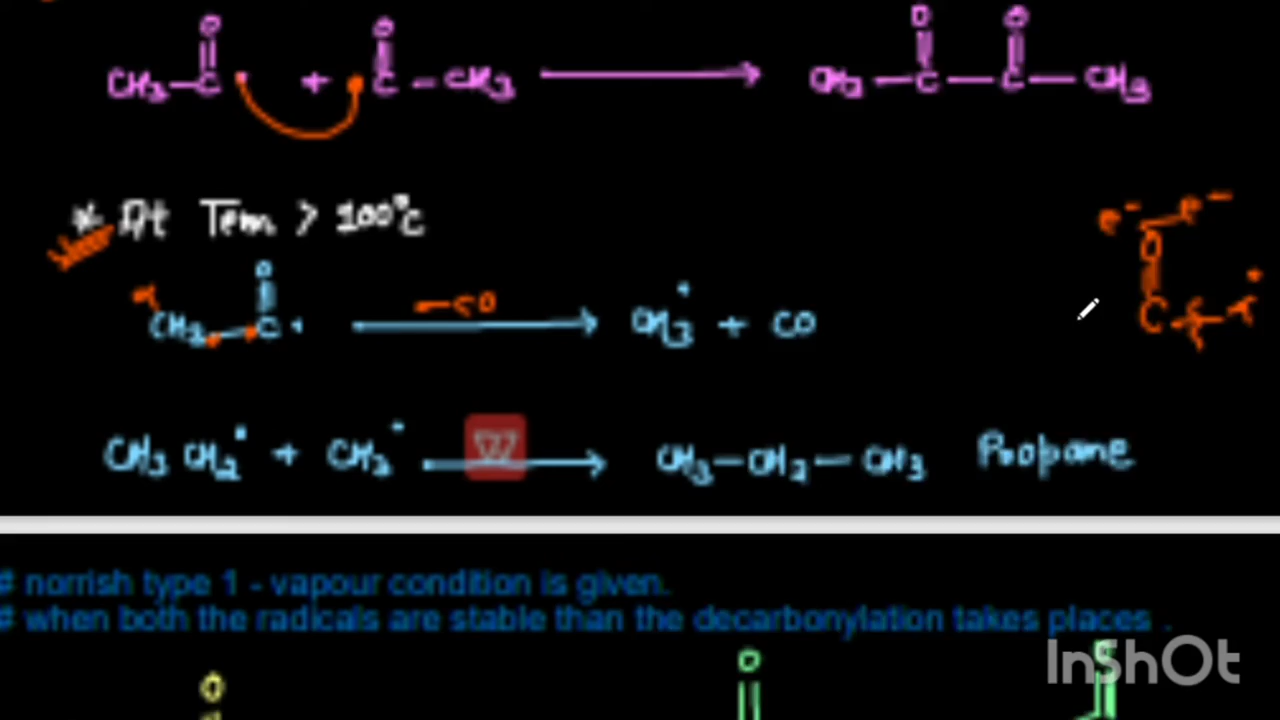 O O O O
CH3-C + C-CH3 → CH3-C-C-CH3
* At Tem > 100°C
e- e-
O O
CH3-C• -CO → CH3• + CO C
CH3 CH2• + CH3• → CH3-CH2-CH3 Propane
# norrish type 1 - vapour condition is given.
# when both the radicals are stable than the decarbonylation takes places .
InShOt
O O O